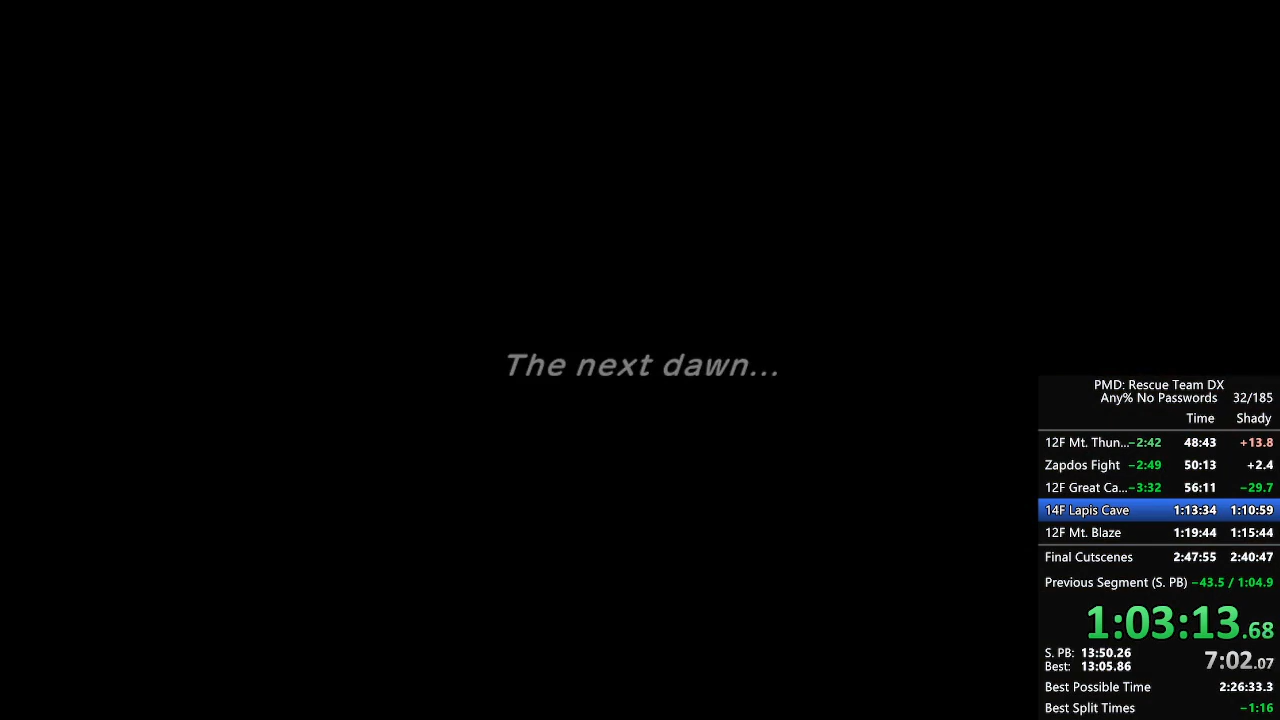 The next dawn...
PMD: Rescue Team DX
Any% No Passwords 32/185
Time Shady
12F Mt. Thun... −2:42 48:43 +13.8
Zapdos Fight −2:49 50:13 +2.4
12F Great Ca... −3:32 56:11 −29.7
14F Lapis Cave 1:13:34 1:10:59
12F Mt. Blaze 1:19:44 1:15:44
Final Cutscenes 2:47:55 2:40:47
Previous Segment (S. PB) −43.5 / 1:04.9
1:03:13.68
S. PB: 13:50.26
Best: 13:05.86 7:02.07
Best Possible Time 2:26:33.3
Best Split Times −1:16